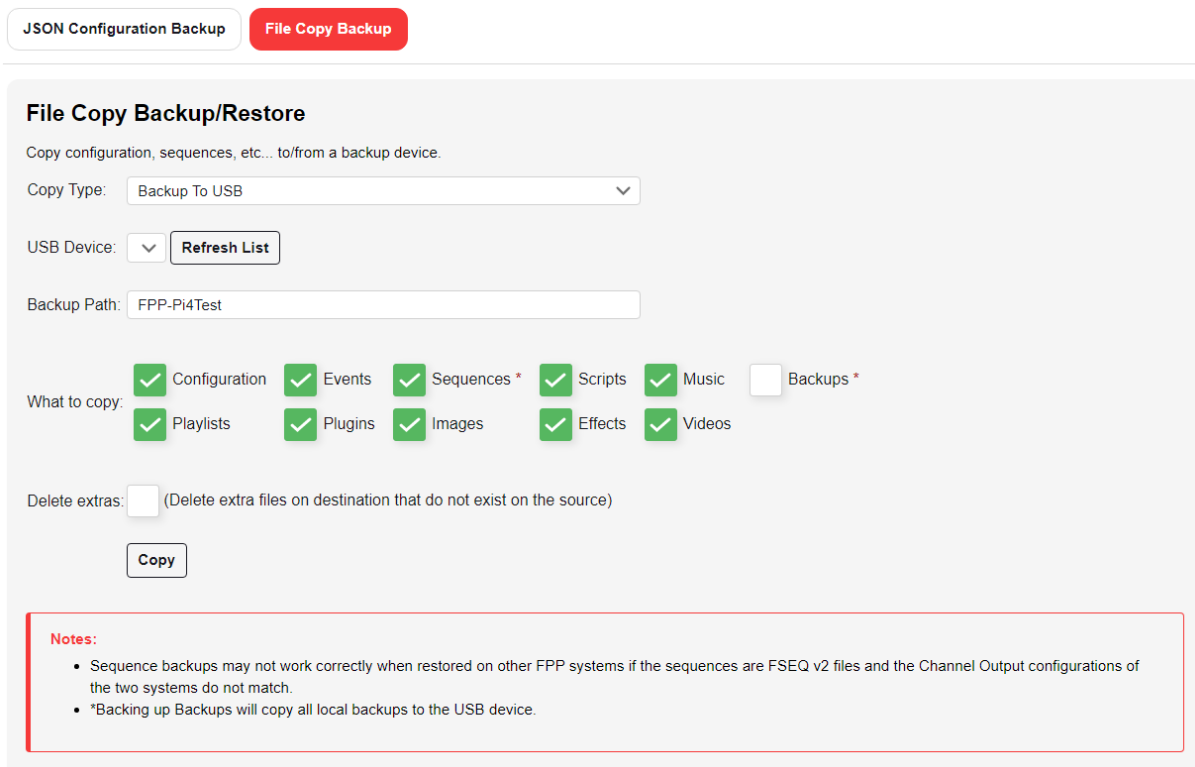 JSON Configuration Backup
File Copy Backup
File Copy Backup/Restore
Copy configuration, sequences, etc... to/from a backup device.
Copy Type: Backup To USB
USB Device: Refresh List
Backup Path: FPP-Pi4Test
What to copy:
Configuration Events Sequences * Scripts Music Backups *
Playlists Plugins Images Effects Videos
Delete extras: (Delete extra files on destination that do not exist on the source)
Copy
Notes:
• Sequence backups may not work correctly when restored on other FPP systems if the sequences are FSEQ v2 files and the Channel Output configurations of
the two systems do not match.
• *Backing up Backups will copy all local backups to the USB device.